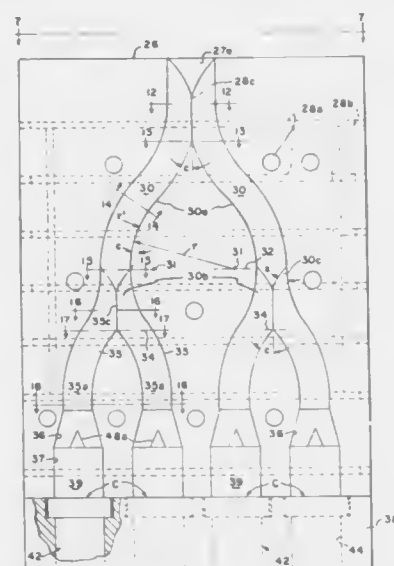 7 7
26 27a
28c
12 12
28a 28b
13 13
c
30 30
14
30a
r' 14
c r
15 15 31 31 32 30c
30b a
16 16
35c 34
17 17
35 34 35 c
35a 35a
18 18
36 48a 36
37
39 C 39 C 38
42 42 44